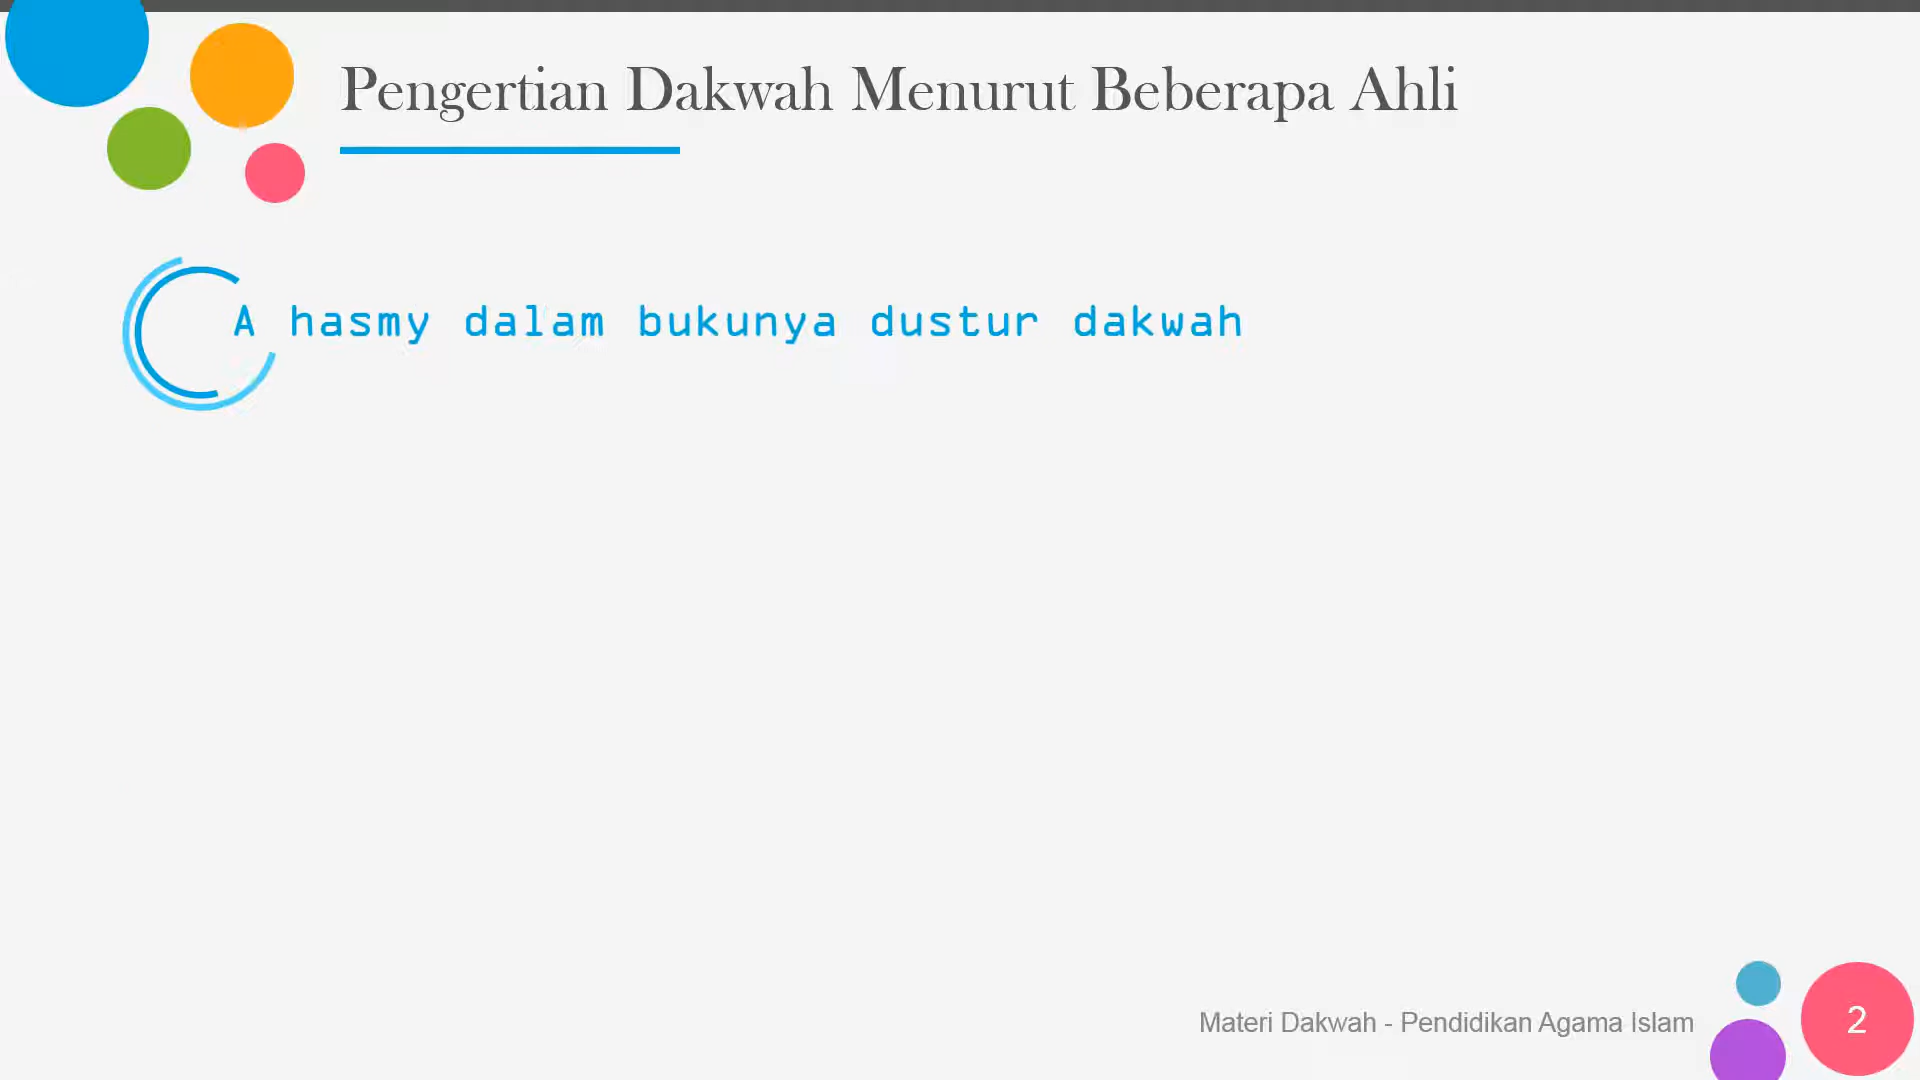 Pengertian Dakwah Menurut Beberapa Ahli
A hasmy dalam bukunya dustur dakwah
Materi Dakwah - Pendidikan Agama Islam
2